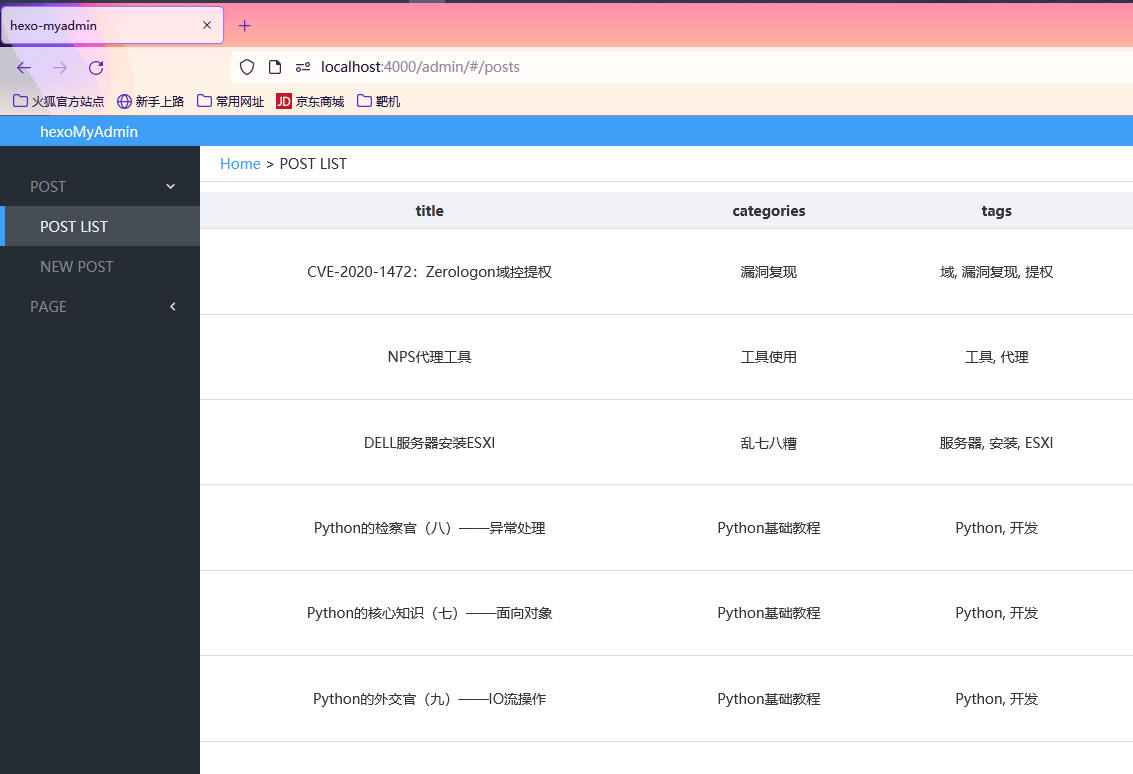 hexo-myadmin
localhost:4000/admin/#/posts
火狐官方站点 新手上路 常用网址 JD 京东商城 靶机
hexoMyAdmin
Home > POST LIST
POST
POST LIST
NEW POST
PAGE
title categories tags
CVE-2020-1472：Zerologon域控提权 漏洞复现 域, 漏洞复现, 提权
NPS代理工具 工具使用 工具, 代理
DELL服务器安装ESXI 乱七八糟 服务器, 安装, ESXI
Python的检察官（八）——异常处理 Python基础教程 Python, 开发
Python的核心知识（七）——面向对象 Python基础教程 Python, 开发
Python的外交官（九）——IO流操作 Python基础教程 Python, 开发